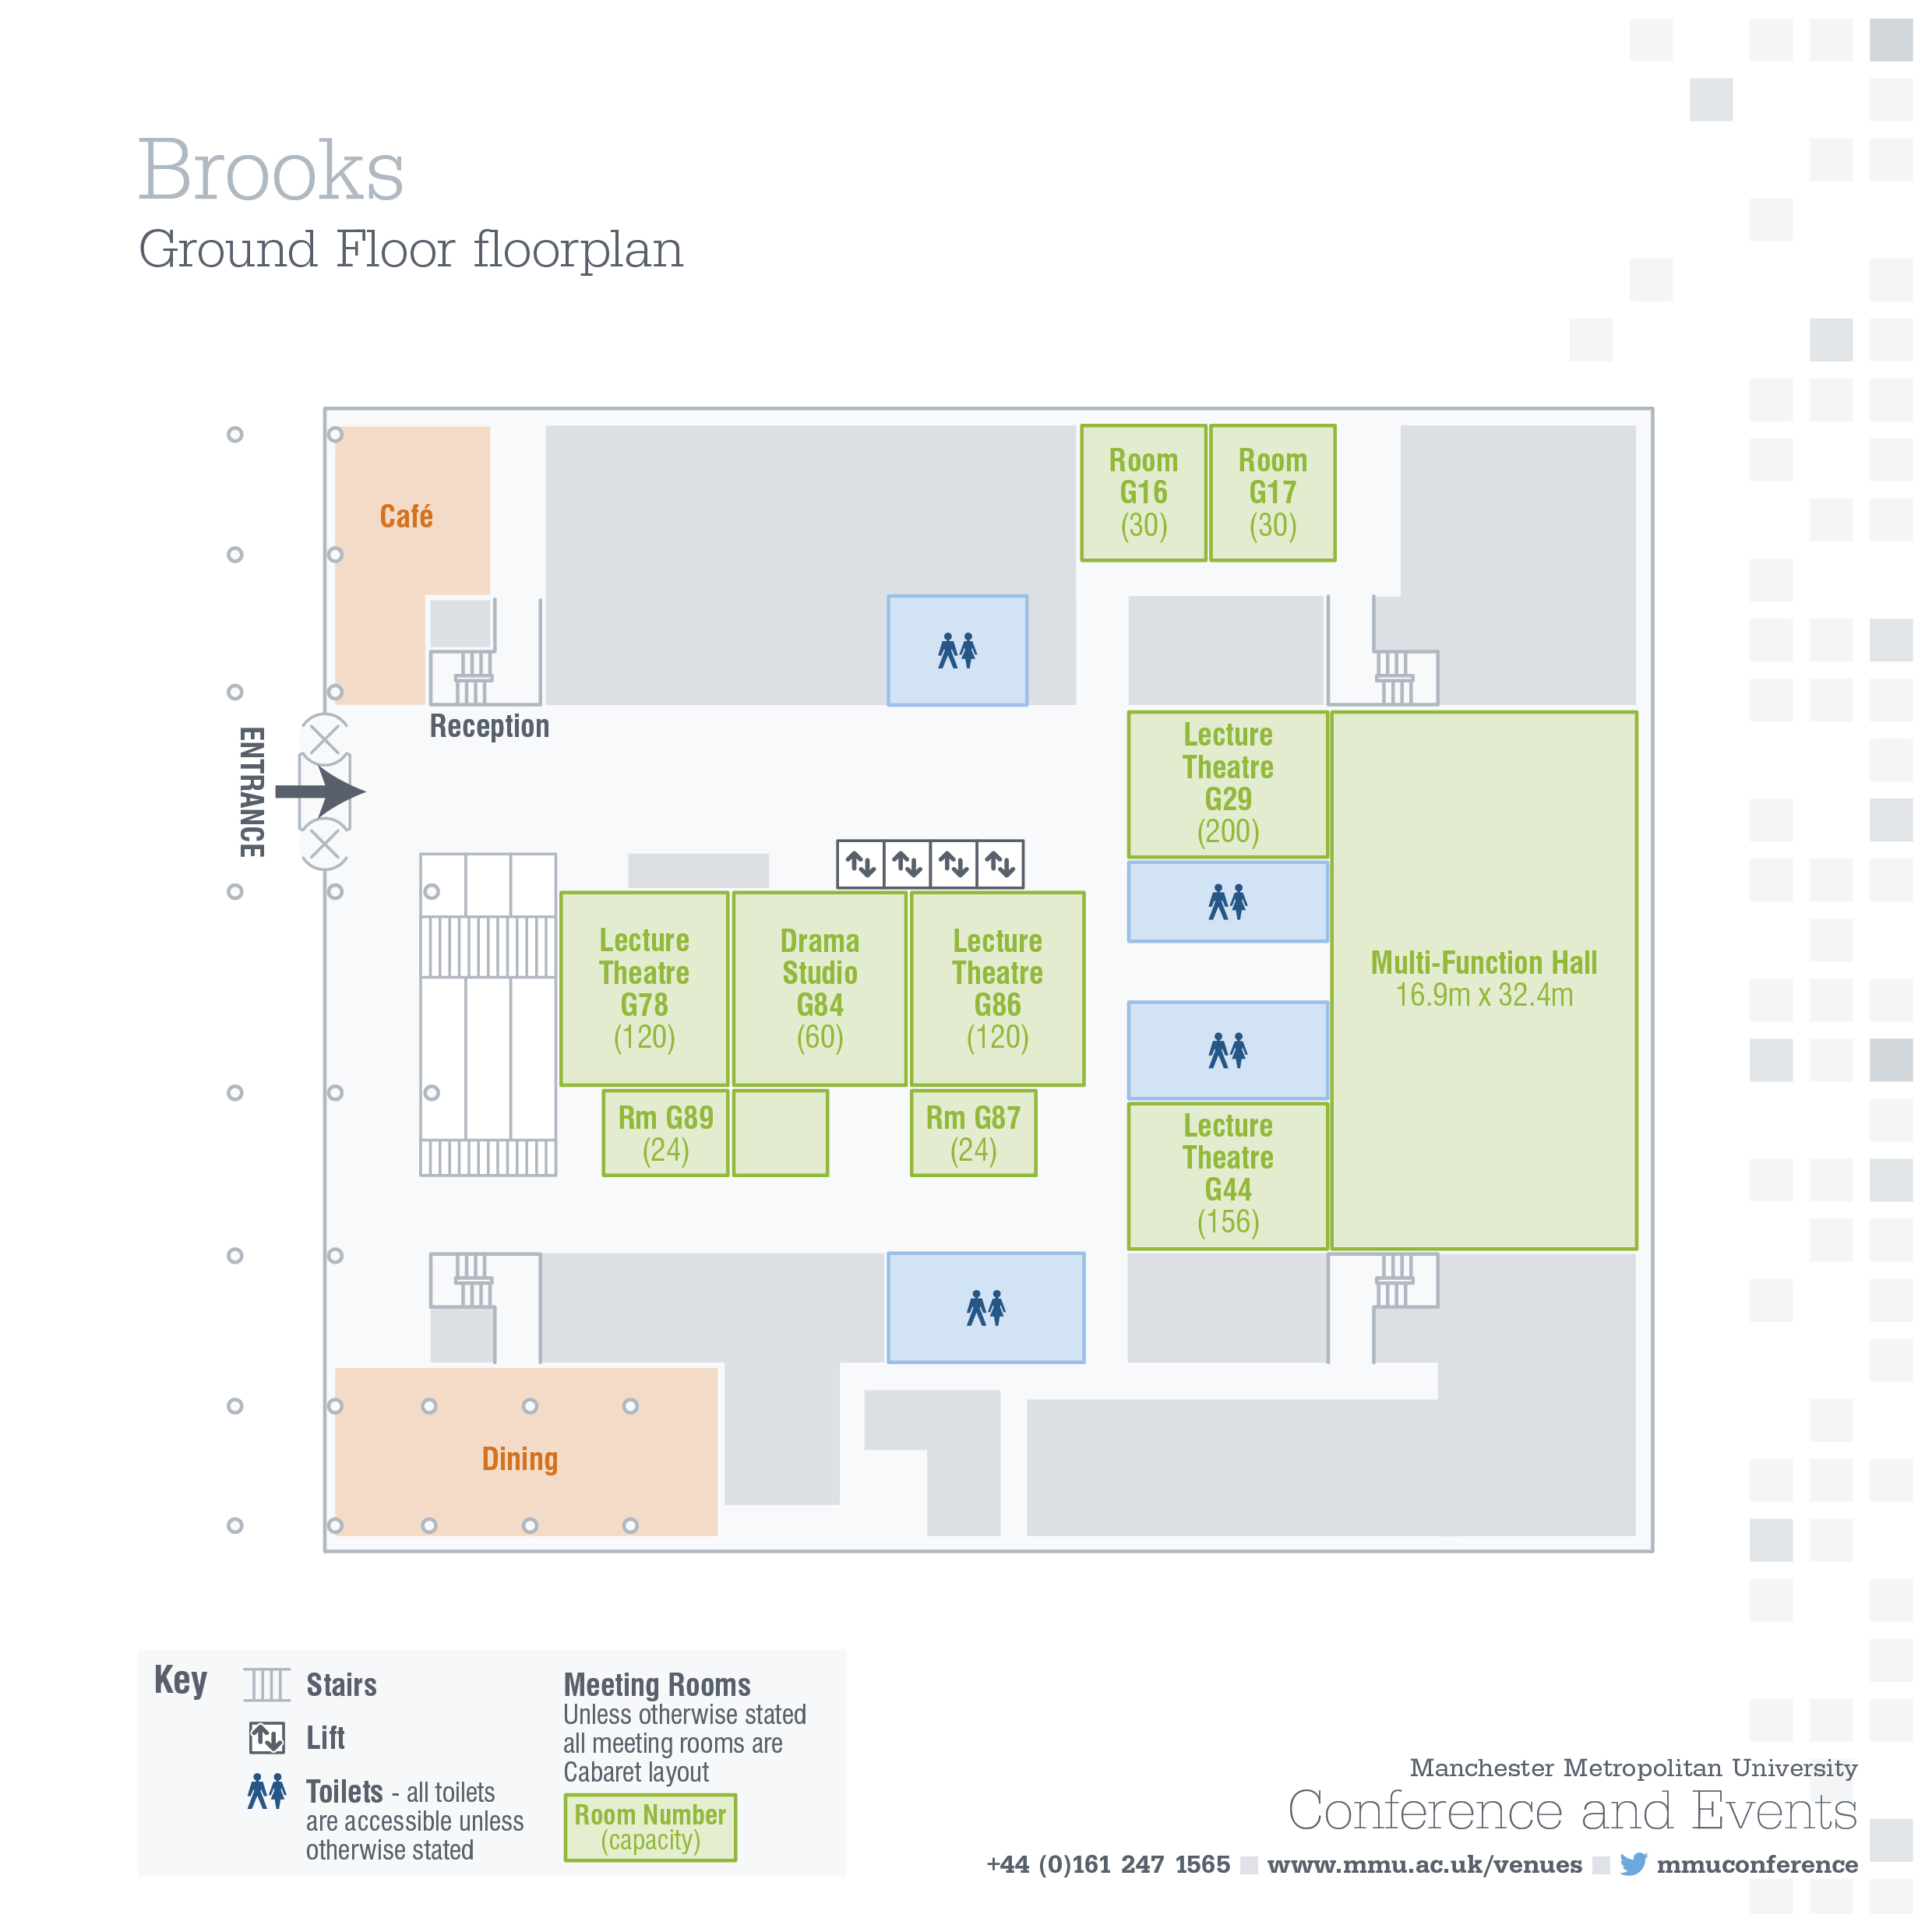 Brooks
Ground Floor floorplan
Café
Room
G16
(30)
Room
G17
(30)
Reception
ENTRANCE
Lecture
Theatre
G29
(200)
Lecture
Theatre
G78
(120)
Drama
Studio
G84
(60)
Lecture
Theatre
G86
(120)
Multi-Function Hall
16.9m x 32.4m
Rm G89
(24)
Rm G87
(24)
Lecture
Theatre
G44
(156)
Dining
Key
Stairs
Lift
Toilets - all toilets
are accessible unless
otherwise stated
Meeting Rooms
Unless otherwise stated
all meeting rooms are
Cabaret layout
Room Number
(capacity)
Manchester Metropolitan University
Conference and Events
+44 (0)161 247 1565 www.mmu.ac.uk/venues mmuconference